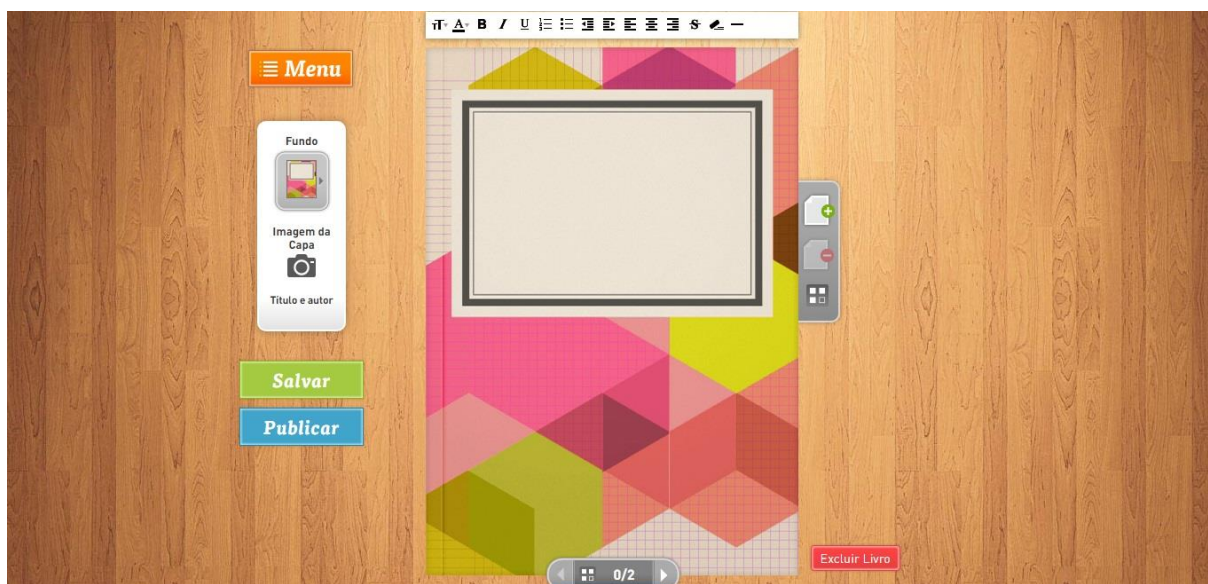 Menu
Fundo
Imagem da
Capa
Título e autor
Salvar
Publicar
0/2
Excluir Livro